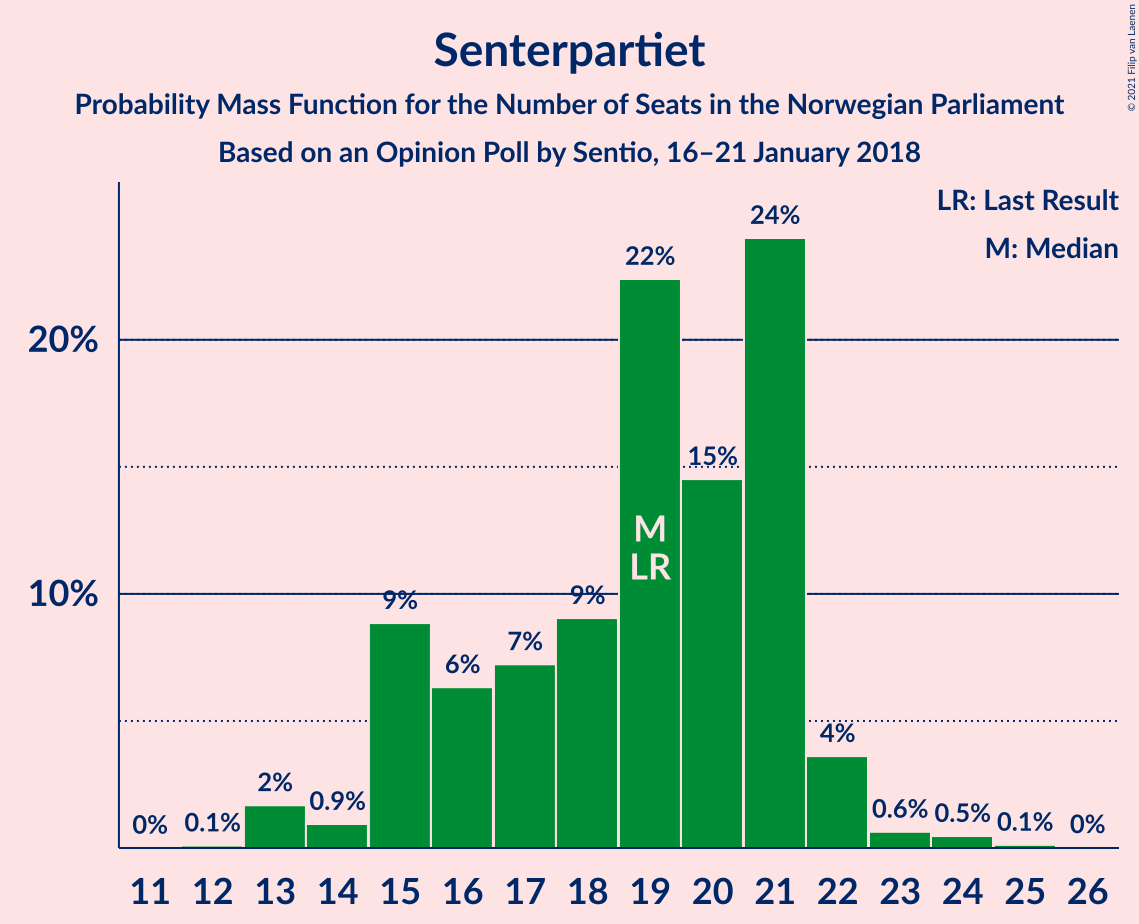 Senterpartiet
Probability Mass Function for the Number of Seats in the Norwegian Parliament
Based on an Opinion Poll by Sentio, 16–21 January 2018
© 2021 Filip van Laenen
LR: Last Result
M: Median
20%
10%
0%
0.1%
2%
0.9%
9%
6%
7%
9%
22%
15%
24%
4%
0.6%
0.5%
0.1%
0%
M
LR
11 12 13 14 15 16 17 18 19 20 21 22 23 24 25 26